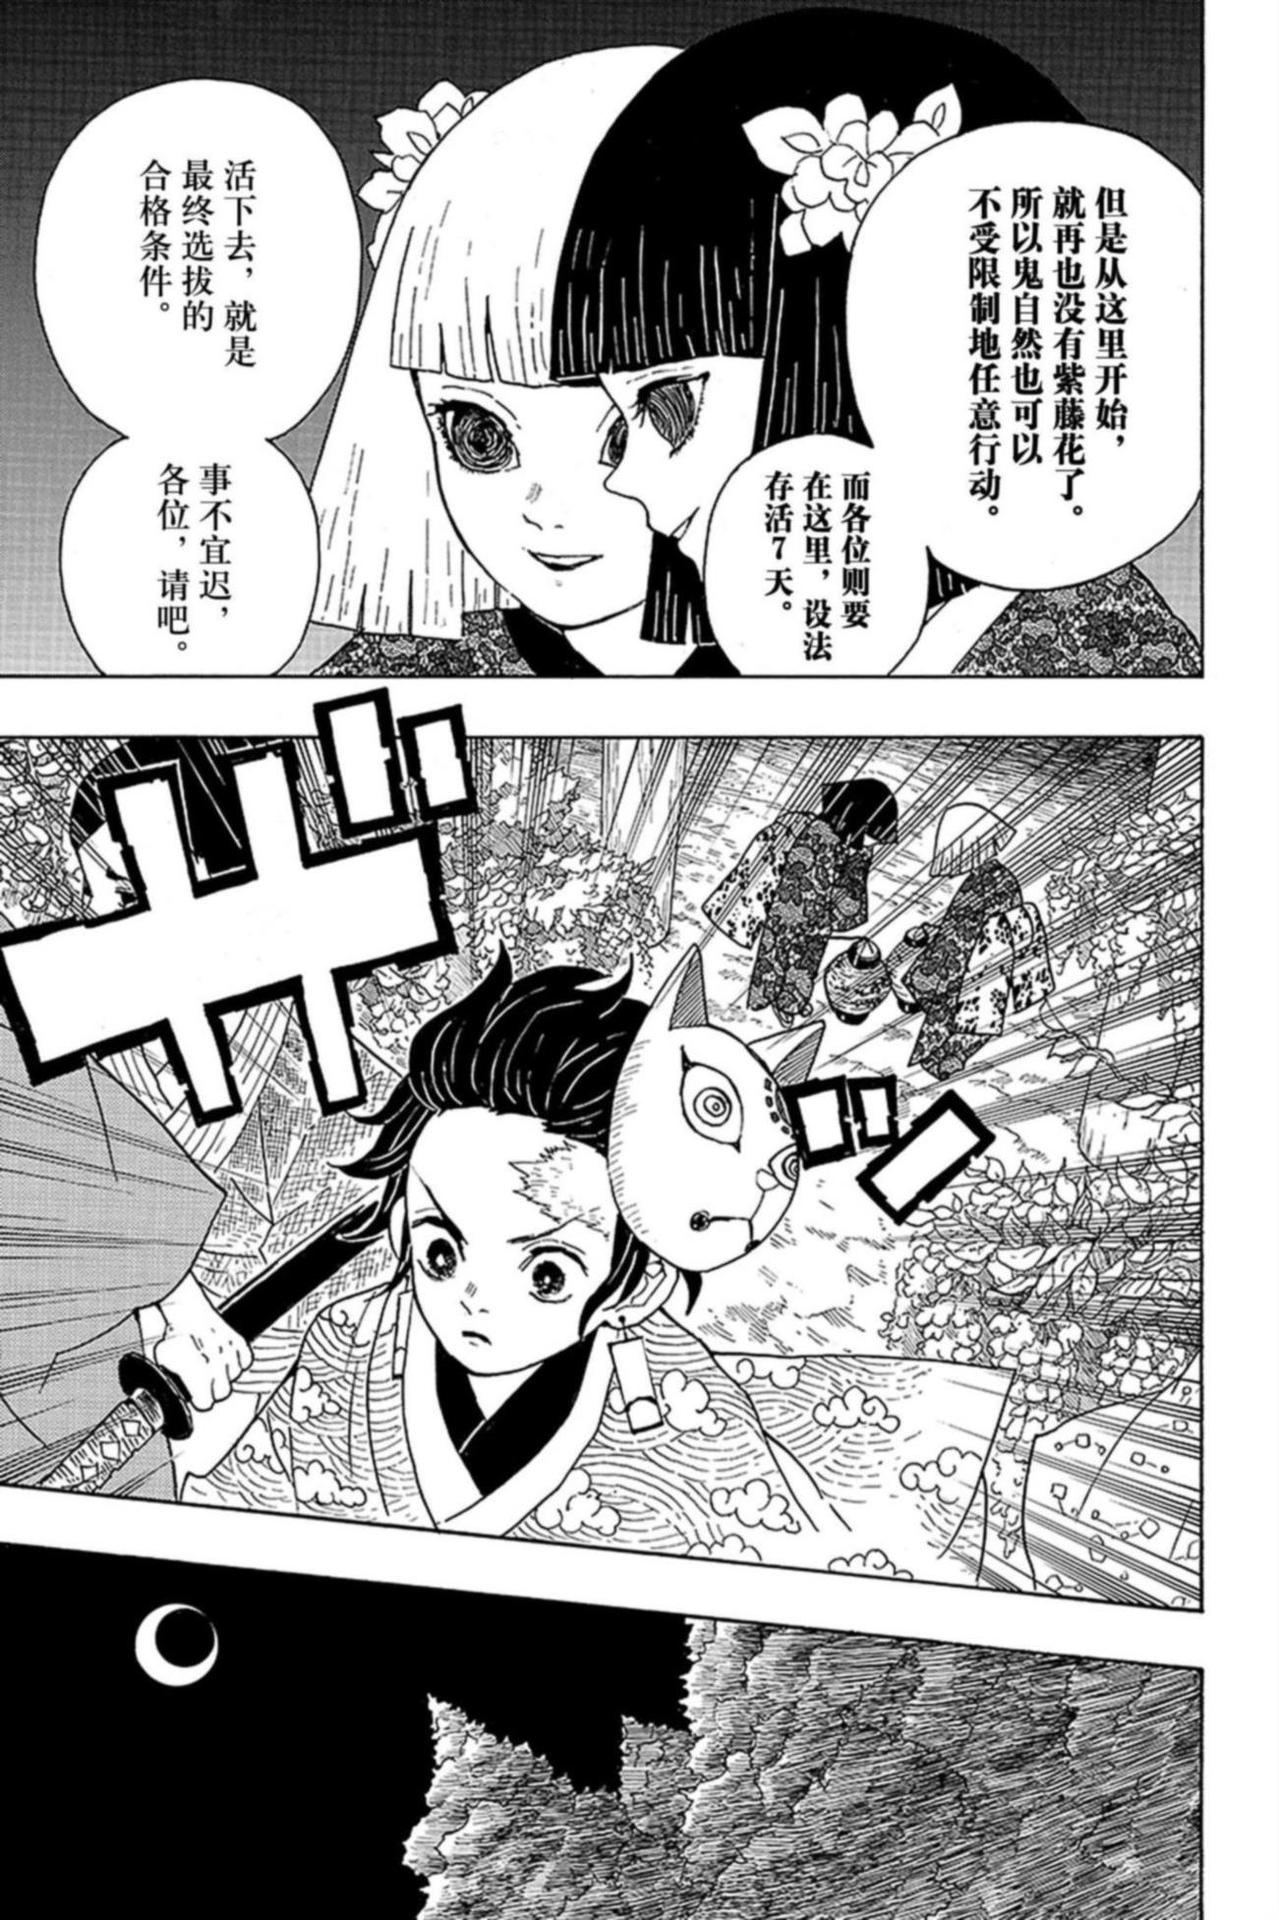 但是从这里开始，
就再也没有紫藤花了。
所以鬼自然也可以
不受限制地任意行动。
而各位则要
在这里，设法
存活7天。
活下去，就是
最终选拔的
合格条件。
事不宜迟，
各位，请吧。
ザッ